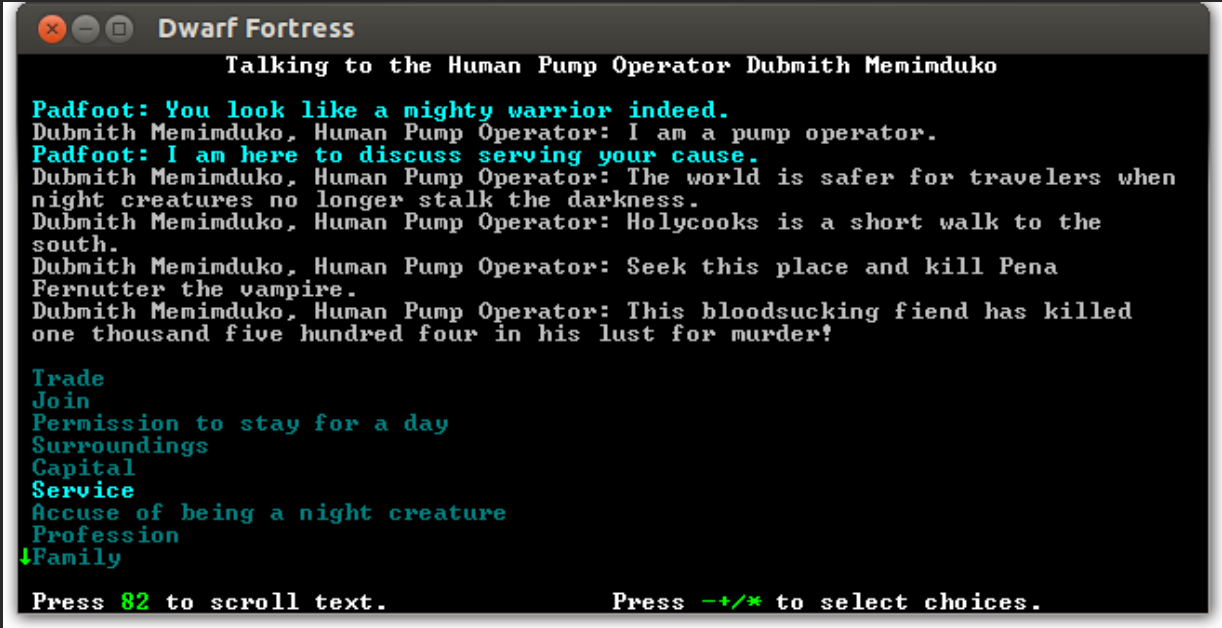 Dwarf Fortress
Talking to the Human Pump Operator Dubmith Memimduko
Padfoot: You look like a mighty warrior indeed.
Dubmith Memimduko, Human Pump Operator: I am a pump operator.
Padfoot: I am here to discuss serving your cause.
Dubmith Memimduko, Human Pump Operator: The world is safer for travelers when
night creatures no longer stalk the darkness.
Dubmith Memimduko, Human Pump Operator: Holycooks is a short walk to the
south.
Dubmith Memimduko, Human Pump Operator: Seek this place and kill Pena
Fernutter the vampire.
Dubmith Memimduko, Human Pump Operator: This bloodsucking fiend has killed
one thousand five hundred four in his lust for murder!
Trade
Join
Permission to stay for a day
Surroundings
Capital
Service
Accuse of being a night creature
Profession
↓Family
Press 82 to scroll text. Press -+/* to select choices.